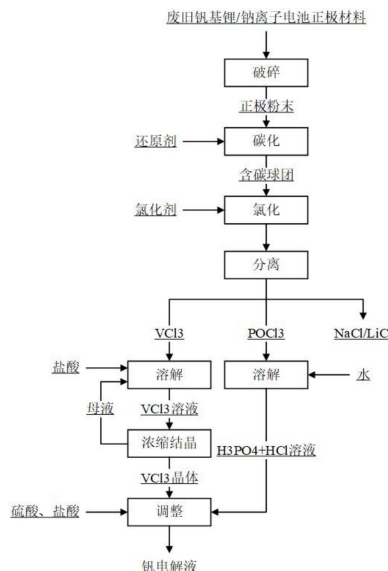 废旧钒基锂/钠离子电池正极材料
破碎
正极粉末
还原剂
碳化
含碳球团
氯化剂
氯化
分离
VCl3
POCl3
NaCl/LiC
盐酸
溶解
溶解
水
母液
VCl3溶液
浓缩结晶
H3PO4+HCl溶液
VCl3晶体
硫酸、盐酸
调整
钒电解液